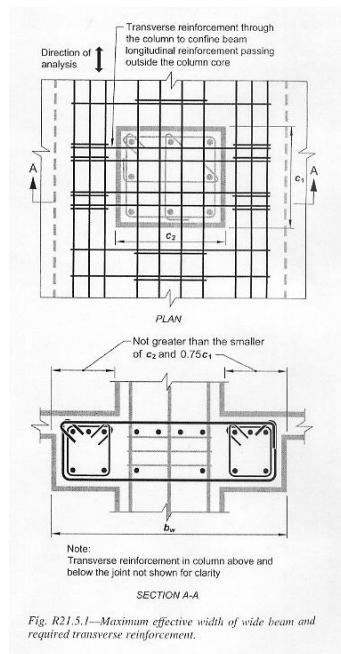 Transverse reinforcement through
the column to confine beam
longitudinal reinforcement passing
outside the column core
Direction of
analysis
A
A
c1
c2
PLAN
Not greater than the smaller
of c2 and 0.75c1
bw
Note:
Transverse reinforcement in column above and
below the joint not shown for clarity
SECTION A-A
Fig. R21.5.1—Maximum effective width of wide beam and
required transverse reinforcement.